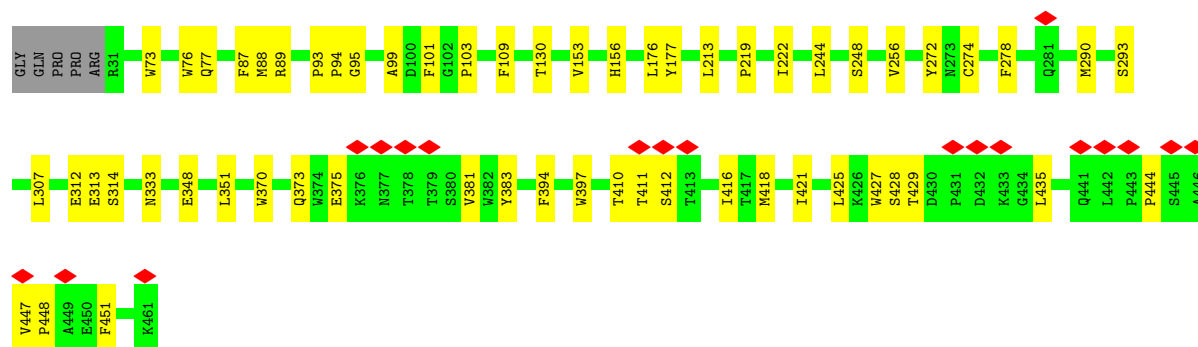 GLY GLN PRO PRO ARG R31 W73 W76 Q77 F87 M88 R89 P93 P94 G95 A99 D100 F101 G102 P103 F109 T130 V153 H156 L176 Y177 L213 P219 I222 L244 S248 V256 Y272 N273 C274 F278 Q281 M290 S293
L307 E312 E313 S314 N333 E348 L351 W370 Q373 W374 E375 K376 N377 T378 T379 S380 V381 W382 Y383 F394 W397 T410 T411 S412 T413 I416 T417 M418 I421 L425 K426 W427 S428 T429 D430 P431 D432 K433 G434 L435 Q441 L442 P443 P444 S445 A446
V447 P448 A449 E450 F451 K461